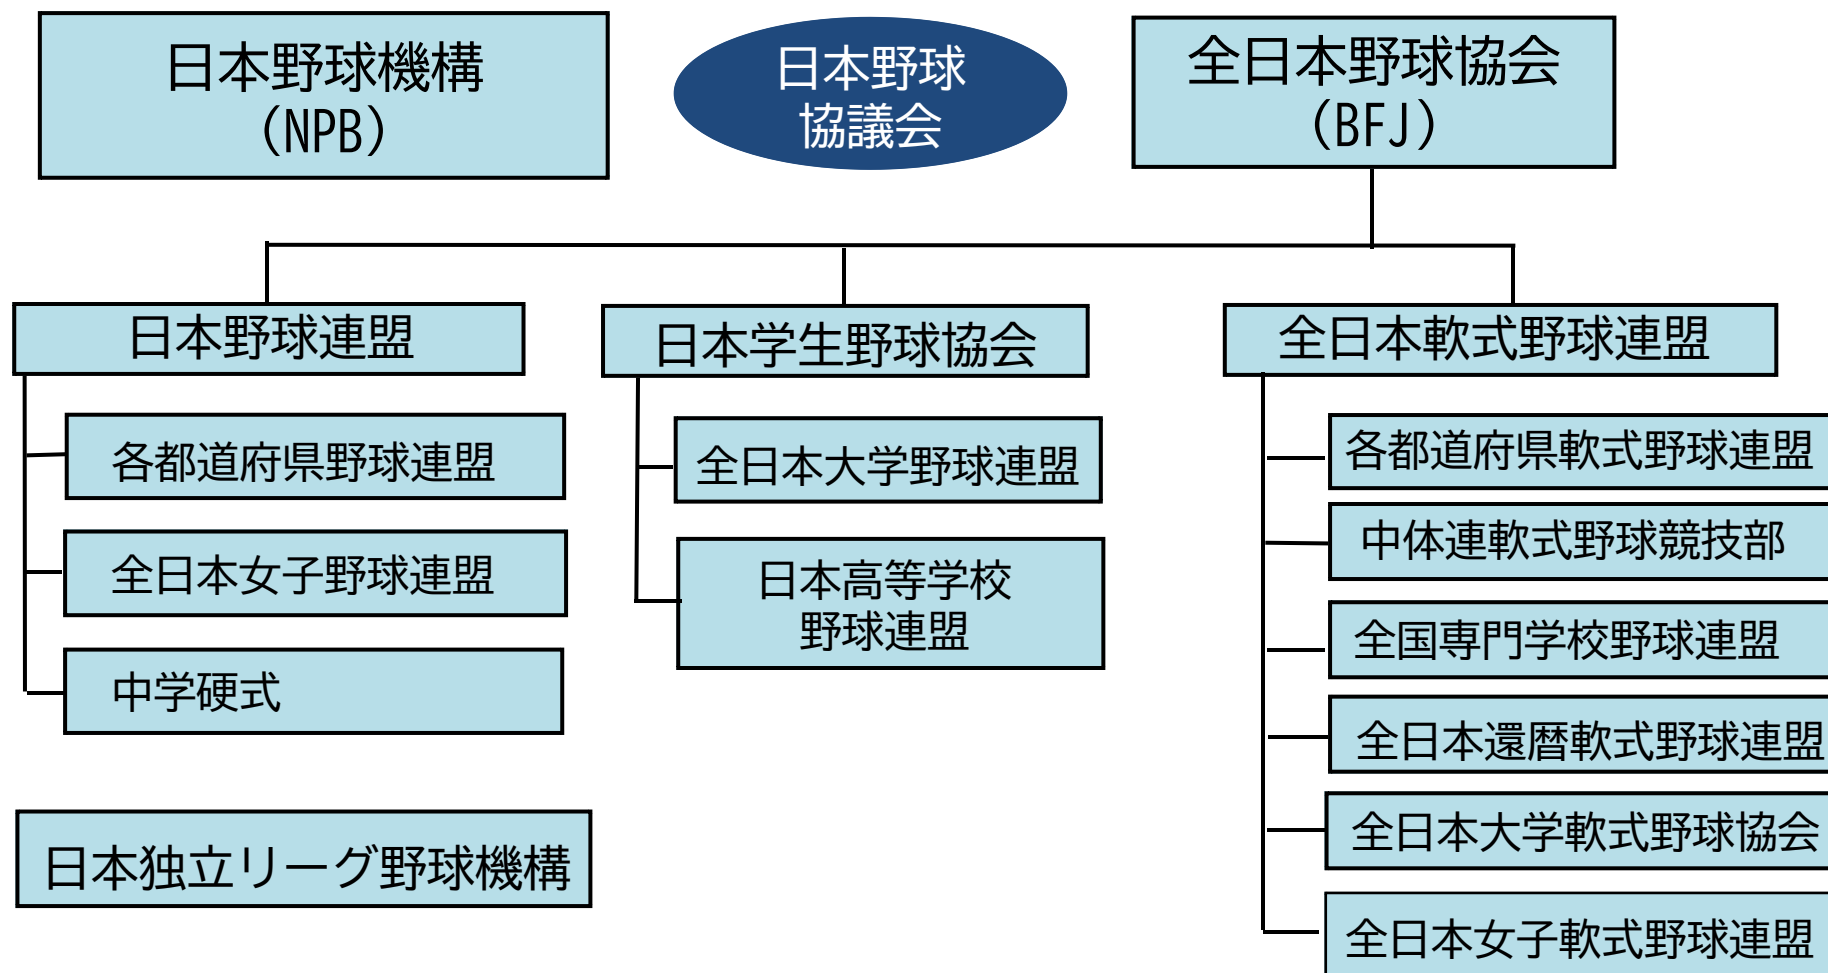 日本野球機構
（NPB）
日本野球
協議会
全日本野球協会
（BFJ）
日本野球連盟
各都道府県野球連盟
全日本女子野球連盟
中学硬式
日本独立リーグ野球機構
日本学生野球協会
全日本大学野球連盟
日本高等学校
野球連盟
全日本軟式野球連盟
各都道府県軟式野球連盟
中体連軟式野球競技部
全国専門学校野球連盟
全日本還暦軟式野球連盟
全日本大学軟式野球協会
全日本女子軟式野球連盟